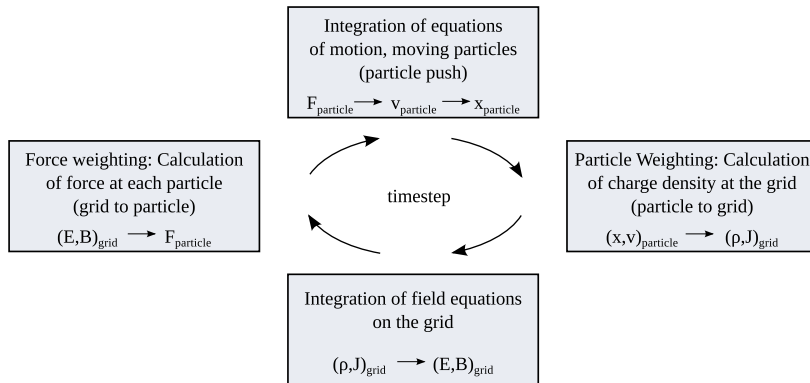 Integration of equations
of motion, moving particles
(particle push)
F_particle → v_particle → x_particle
Force weighting: Calculation
of force at each particle
(grid to particle)
(E,B)_grid → F_particle
timestep
Particle Weighting: Calculation
of charge density at the grid
(particle to grid)
(x,v)_particle → (ρ,J)_grid
Integration of field equations
on the grid
(ρ,J)_grid → (E,B)_grid